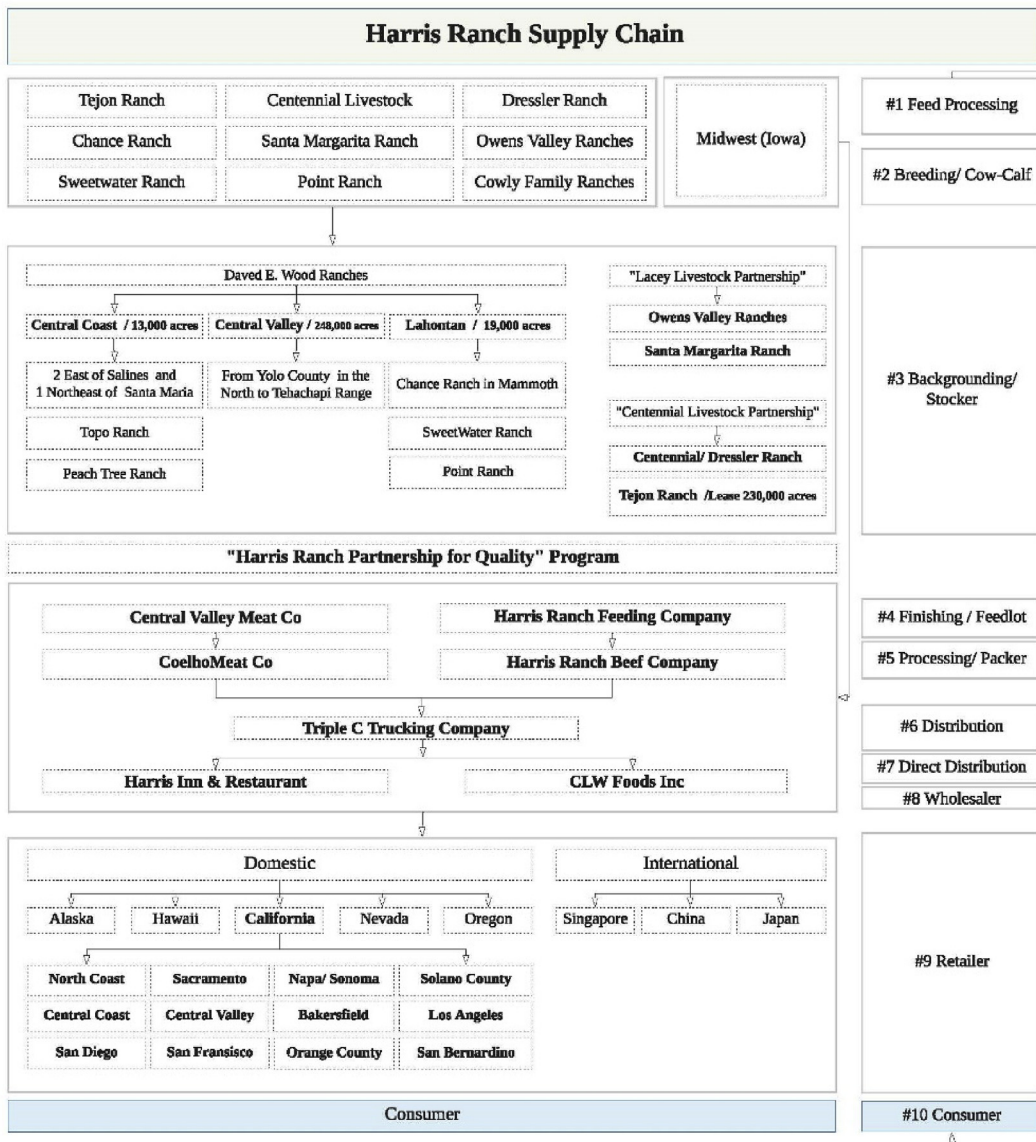 Harris Ranch Supply Chain
Tejon Ranch
Centennial Livestock
Dressler Ranch
Chance Ranch
Santa Margarita Ranch
Owens Valley Ranches
Sweetwater Ranch
Point Ranch
Cowly Family Ranches
Midwest (Iowa)
#1 Feed Processing
#2 Breeding/ Cow-Calf
Daved E. Wood Ranches
Central Coast / 13,000 acres
Central Valley / 248,000 acres
Lahontan / 19,000 acres
2 East of Salines and
1 Northeast of Santa Maria
From Yolo County in the
North to Tehachapi Range
Chance Ranch in Mammoth
Topo Ranch
SweetWater Ranch
Peach Tree Ranch
Point Ranch
"Lacey Livestock Partnership"
Owens Valley Ranches
Santa Margarita Ranch
"Centennial Livestock Partnership"
Centennial/ Dressler Ranch
Tejon Ranch /Lease 230,000 acres
#3 Backgrounding/
Stocker
"Harris Ranch Partnership for Quality" Program
Central Valley Meat Co
Harris Ranch Feeding Company
#4 Finishing / Feedlot
CoelhoMeat Co
Harris Ranch Beef Company
#5 Processing/ Packer
Triple C Trucking Company
#6 Distribution
Harris Inn & Restaurant
CLW Foods Inc
#7 Direct Distribution
#8 Wholesaler
Domestic
International
Alaska
Hawaii
California
Nevada
Oregon
Singapore
China
Japan
North Coast
Sacramento
Napa/ Sonoma
Solano County
Central Coast
Central Valley
Bakersfield
Los Angeles
San Diego
San Fransisco
Orange County
San Bernardino
#9 Retailer
Consumer
#10 Consumer